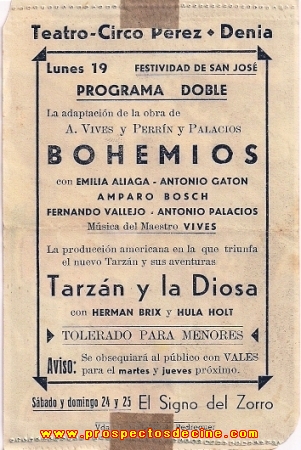 Teatro-Circo Pérez - Denia
Lunes 19 FESTIVIDAD DE SAN JOSÉ
PROGRAMA DOBLE
La adaptación de la obra de
A. VIVES y PERRÍN y PALACIOS
BOHEMIOS
con EMILIA ALIAGA - ANTONIO GATON
AMPARO BOSCH
FERNANDO VALLEJO - ANTONIO PALACIOS
Música del Maestro VIVES
La producción americana en la que triunfa
el nuevo Tarzán y sus aventuras
Tarzán y la Diosa
con HERMAN BRIX y HULA HOLT
TOLERADO PARA MENORES
Aviso: Se obsequiará al público con VALES
para el martes y jueves próximo.
Sábado y domingo 24 y 25 El Signo del Zorro
www.prospectosdecine.com